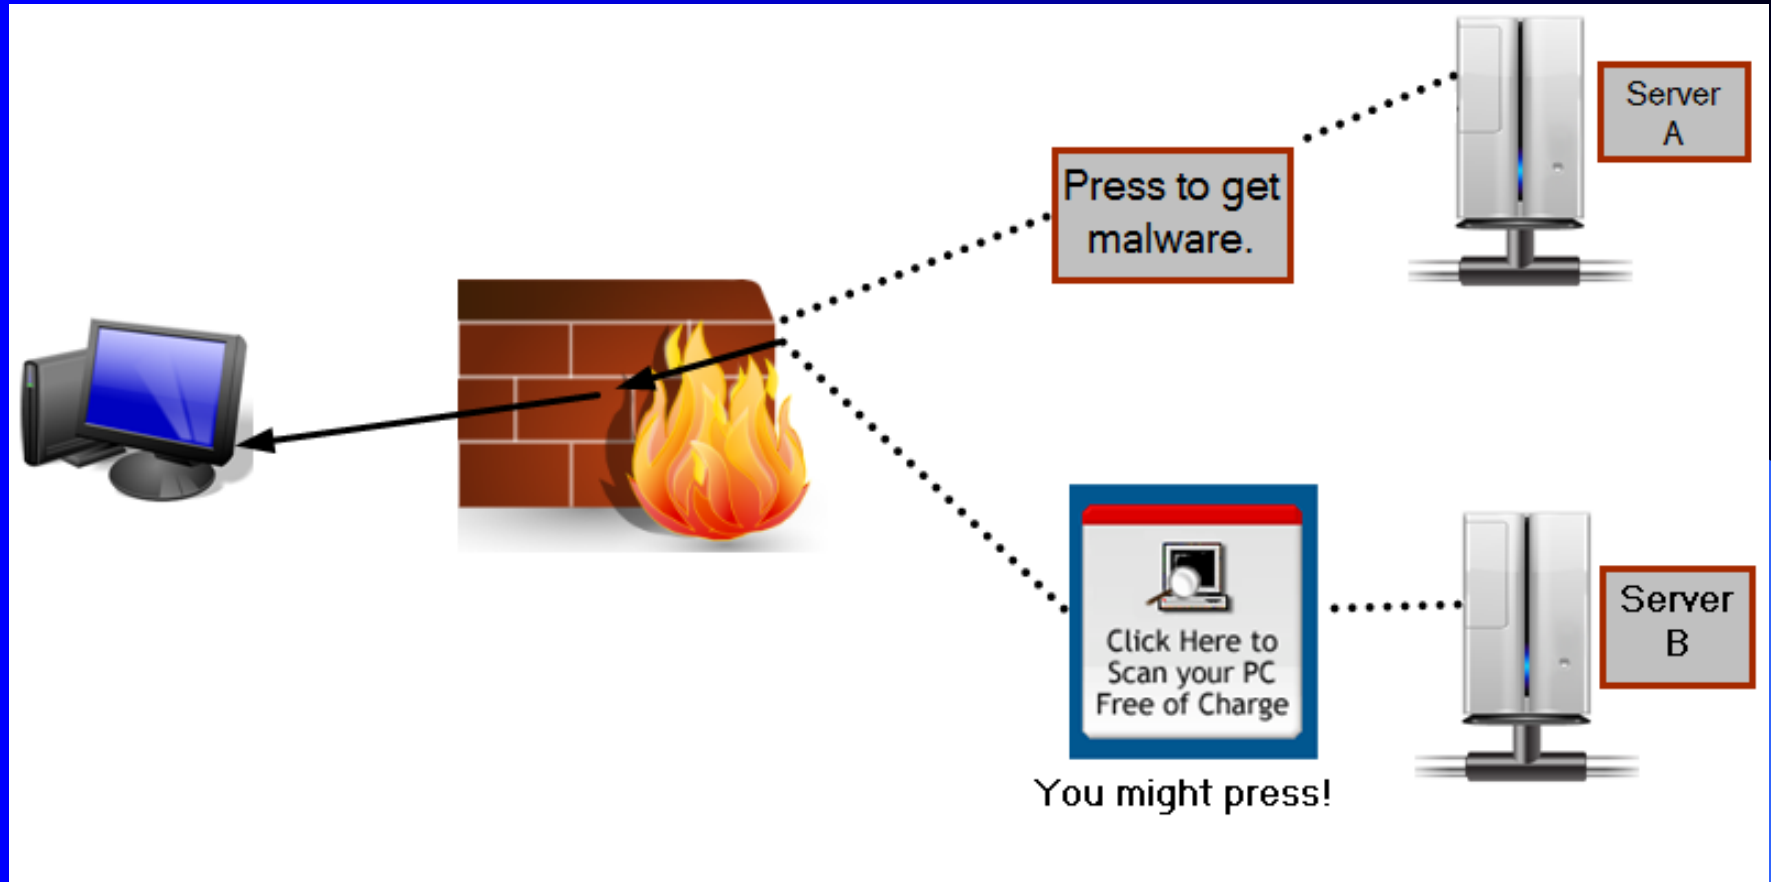 Server
A
Press to get
malware.
Click Here to
Scan your PC
Free of Charge
Server
B
You might press!